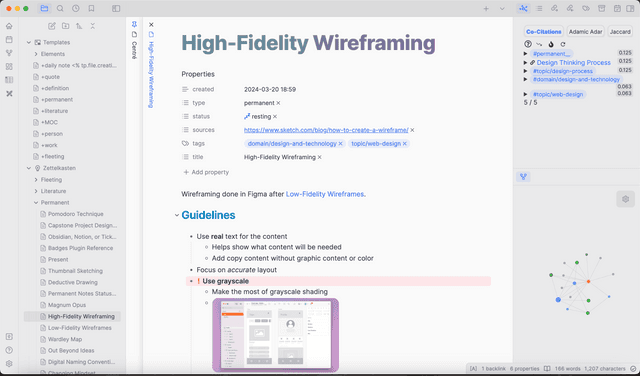 Templates
Elements
+daily note <% tp.file.creati...
+quote
+definition
+permanent
+literature
+MOC
+person
+work
+fleeting
Zettelkasten
Fleeting
Literature
Permanent
Pomodoro Technique
Capstone Project Design...
Obsidian, Notion, or Tick...
Badges Plugin Reference
Present
Thumbnail Sketching
Deductive Drawing
Permanent Notes Status...
Magnum Opus
High-Fidelity Wireframing
Low-Fidelity Wireframes
Wardley Map
Out Beyond Ideas
Digital Naming Conventi...
Changing Mindset
Centré
High-Fidelity Wireframing
High-Fidelity Wireframing
Properties
created 2024-03-20 18:59
type permanent
status resting
sources https://www.sketch.com/blog/how-to-create-a-wireframe/
tags domain/design-and-technology topic/web-design
title High-Fidelity Wireframing
+ Add property
Wireframing done in Figma after Low-Fidelity Wireframes.
Guidelines
Use real text for the content
Helps show what content will be needed
Add copy content without graphic content or color
Focus on accurate layout
! Use grayscale
Make the most of grayscale shading
Co-Citations Adamic Adar Jaccard
#permanent 0.125
Design Thinking Process 0.125
#topic/design-process 0.125
#domain/design-and-technology
0.083
#topic/web-design 0.083
5 / 5
1 backlink 6 properties 168 words 1,207 characters